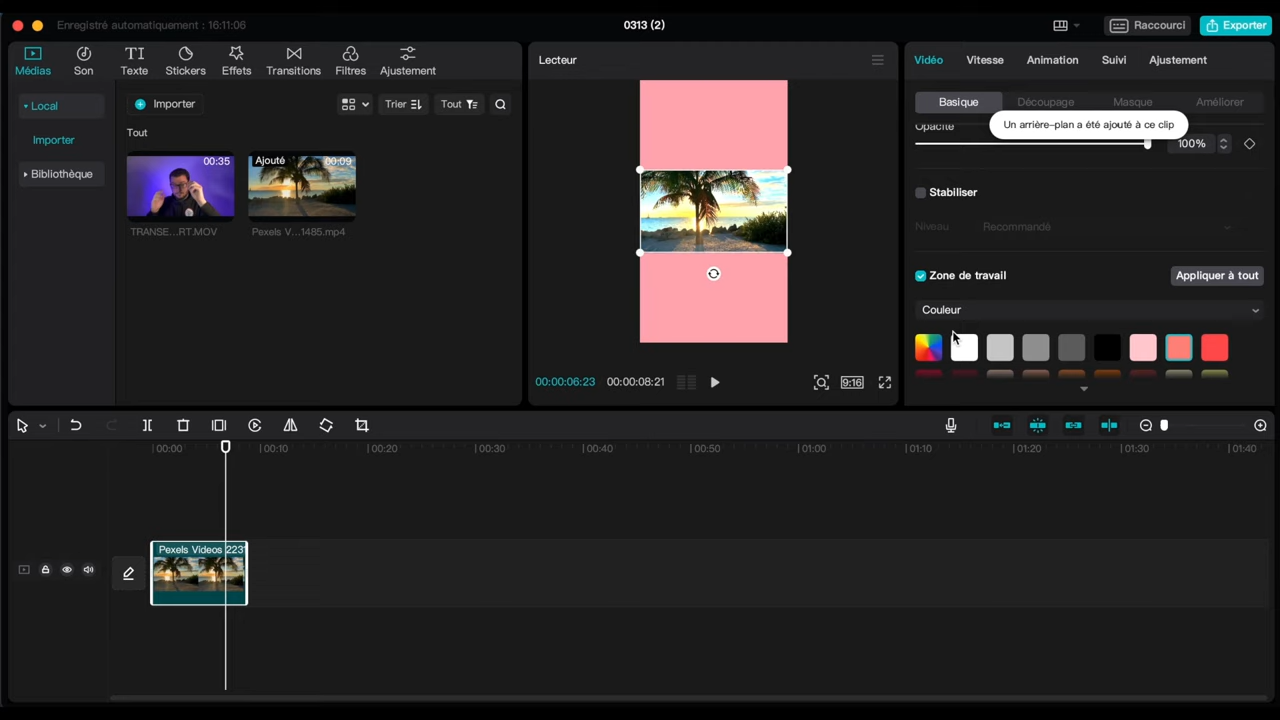 Enregistré automatiquement : 16:11:06
0313 (2)
Raccourci
Exporter
Médias
Son
Texte
Stickers
Effets
Transitions
Filtres
Ajustement
Local
Importer
Bibliothèque
Importer
Trier
Tout
Tout
00:35
TRANSE...RT.MOV
Ajouté
00:09
Pexels V...1485.mp4
Lecteur
00:00:06:23
00:00:08:21
9:16
Vidéo
Vitesse
Animation
Suivi
Ajustement
Basique
Découpage
Masque
Améliorer
Un arrière-plan a été ajouté à ce clip
Opacité
100%
Stabiliser
Niveau
Recommandé
Zone de travail
Appliquer à tout
Couleur
00:00
00:10
00:20
00:30
00:40
00:50
01:00
01:10
01:20
01:30
01:40
Pexels Videos 223